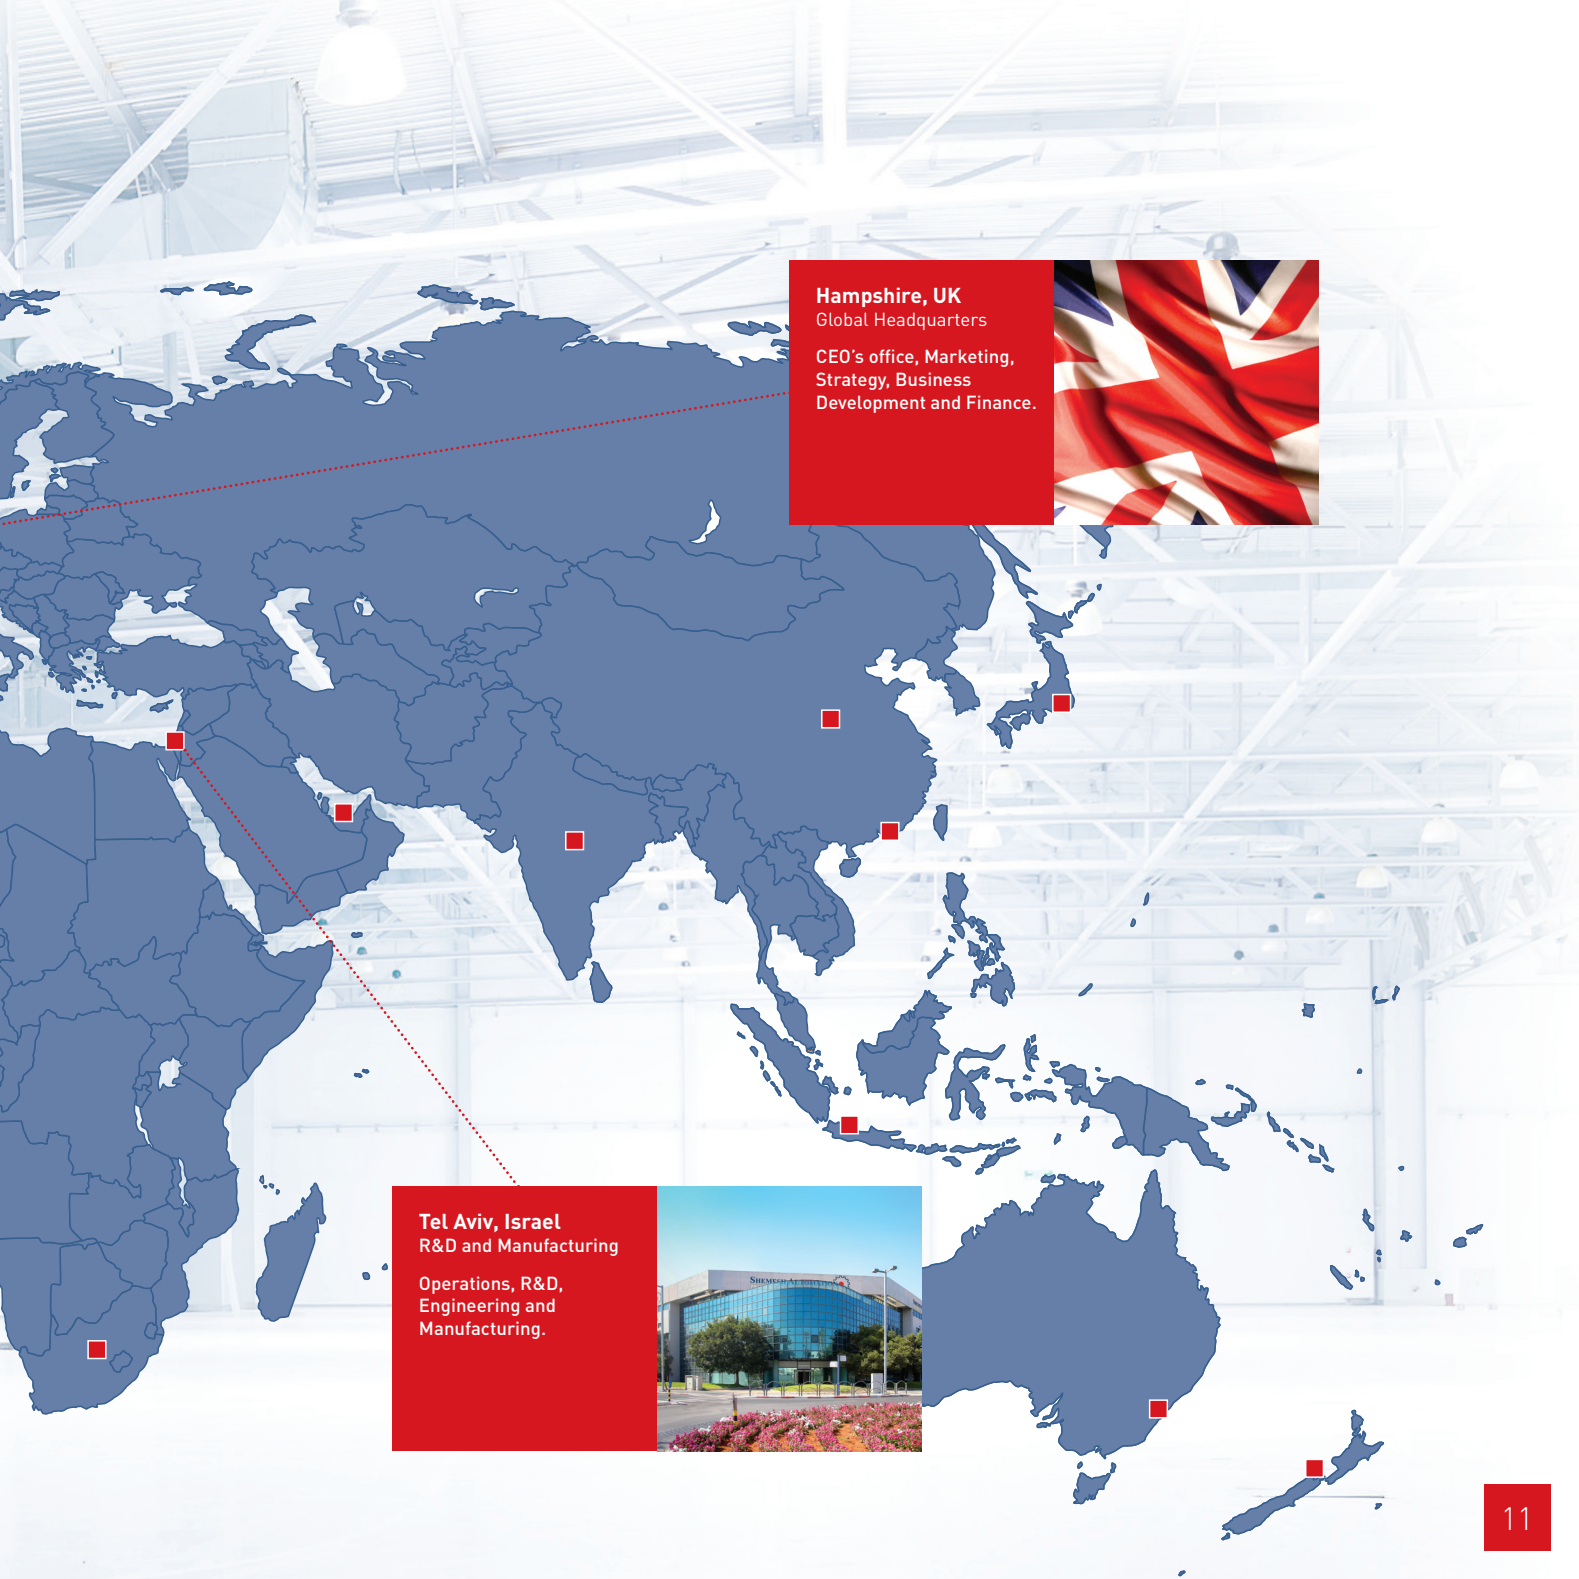 Hampshire, UK
Global Headquarters
CEO's office, Marketing,
Strategy, Business
Development and Finance.
Tel Aviv, Israel
R&D and Manufacturing
Operations, R&D,
Engineering and
Manufacturing.
11